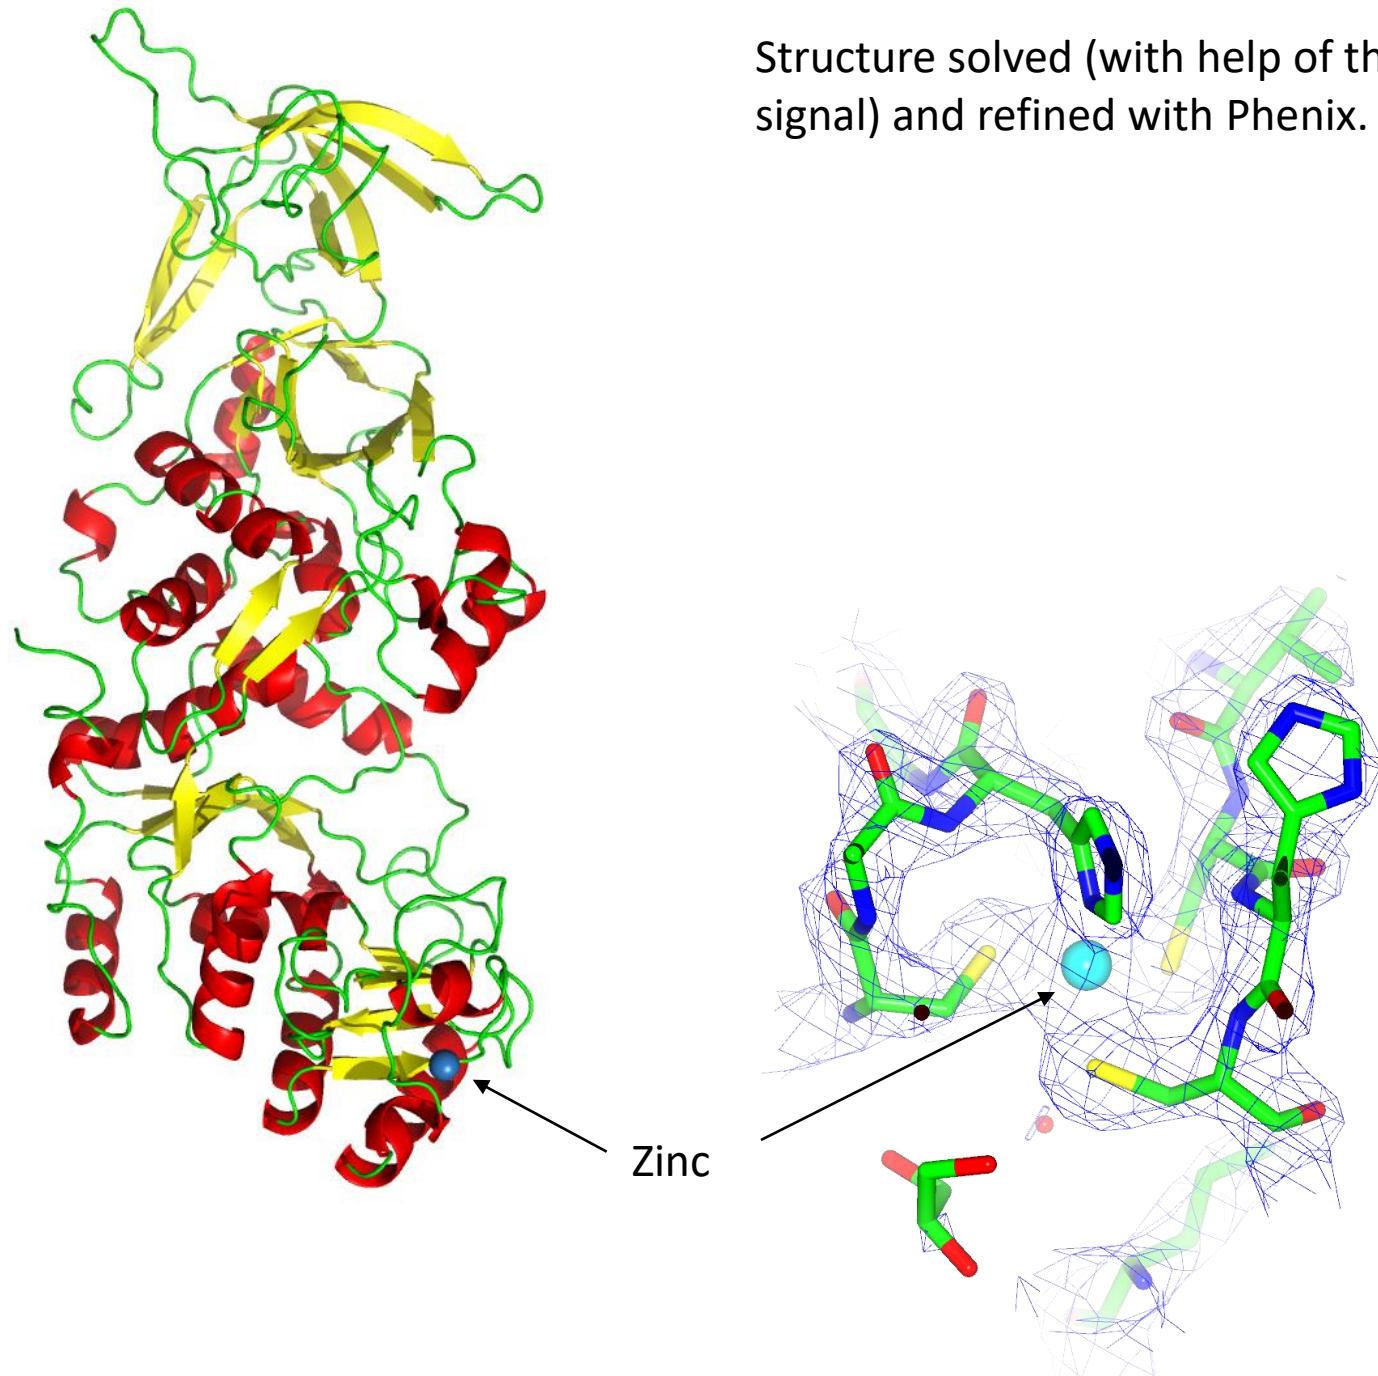 Structure solved (with help of th
signal) and refined with Phenix.
Zinc